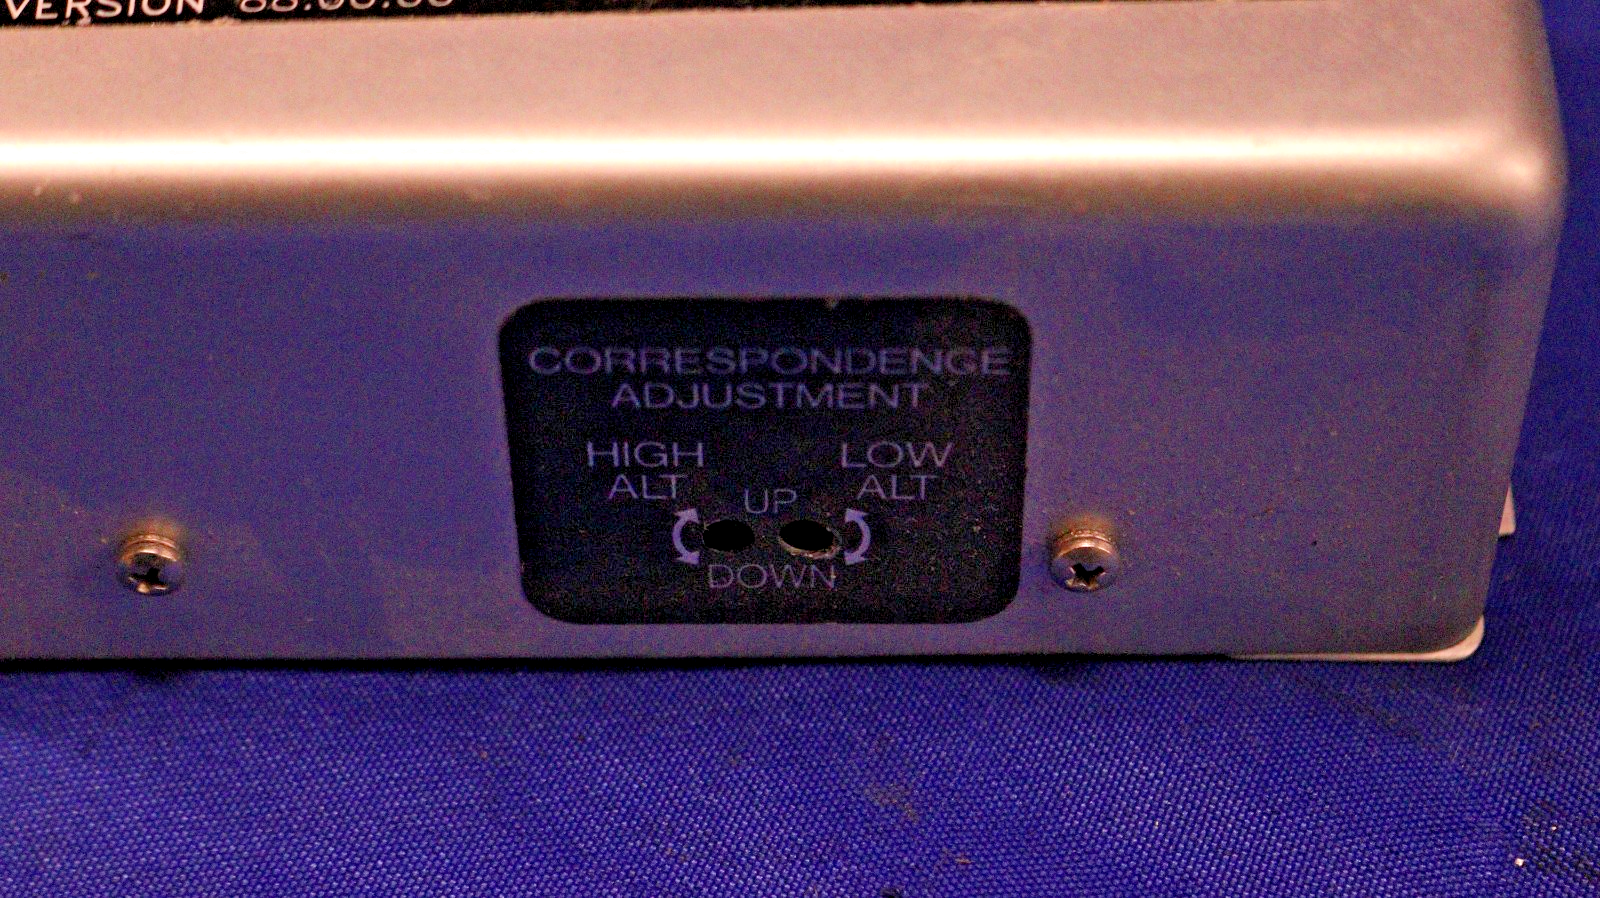 VERSION
CORRESPONDENCE
ADJUSTMENT
HIGH
ALT
LOW
ALT
UP
DOWN